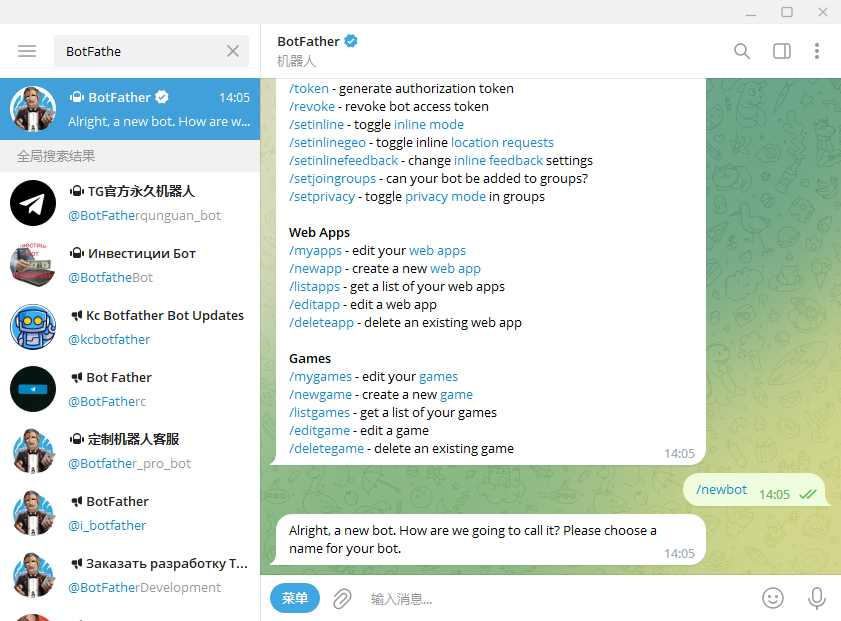 BotFathe
BotFather
机器人
BotFather 14:05
Alright, a new bot. How are w...
全局搜索结果
TG官方永久机器人
@BotFatherqunguan_bot
Инвестиции Бот
@BotfatheBot
Kc Botfather Bot Updates
@kcbotfather
Bot Father
@BotFatherc
定制机器人客服
@Botfather_pro_bot
BotFather
@i_botfather
Заказать разработку Т...
@BotFatherDevelopment
/token - generate authorization token
/revoke - revoke bot access token
/setinline - toggle inline mode
/setinlinegeo - toggle inline location requests
/setinlinefeedback - change inline feedback settings
/setjoingroups - can your bot be added to groups?
/setprivacy - toggle privacy mode in groups
Web Apps
/myapps - edit your web apps
/newapp - create a new web app
/listapps - get a list of your web apps
/editapp - edit a web app
/deleteapp - delete an existing web app
Games
/mygames - edit your games
/newgame - create a new game
/listgames - get a list of your games
/editgame - edit a game
/deletegame - delete an existing game
14:05
/newbot 14:05
Alright, a new bot. How are we going to call it? Please choose a
name for your bot.
14:05
菜单
输入消息...